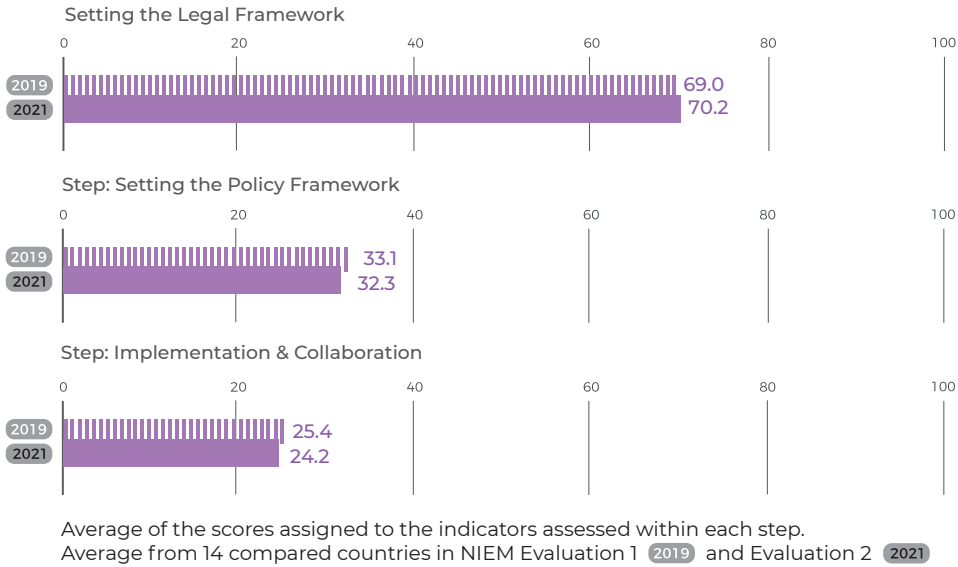 Setting the Legal Framework
0 20 40 60 80 100
2019 69.0
2021 70.2
Step: Setting the Policy Framework
0 20 40 60 80 100
2019 33.1
2021 32.3
Step: Implementation & Collaboration
0 20 40 60 80 100
2019 25.4
2021 24.2
Average of the scores assigned to the indicators assessed within each step.
Average from 14 compared countries in NIEM Evaluation 1 2019 and Evaluation 2 2021